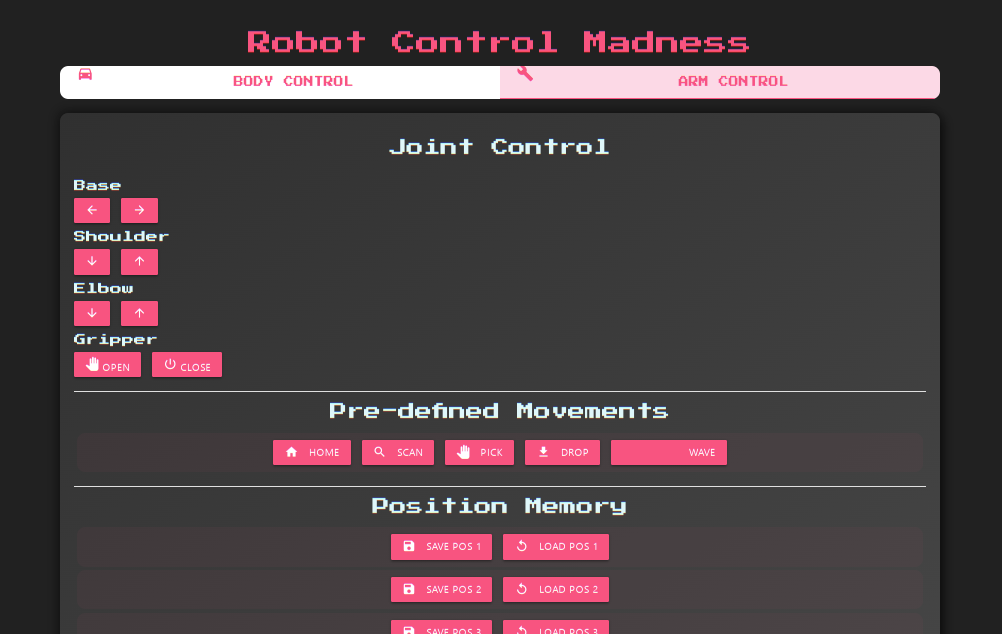 Robot Control Madness
BODY CONTROL
ARM CONTROL
Joint Control
Base
Shoulder
Elbow
Gripper
OPEN CLOSE
Pre-defined Movements
HOME SCAN PICK DROP WAVE
Position Memory
SAVE POS 1 LOAD POS 1
SAVE POS 2 LOAD POS 2
SAVE POS 3 LOAD POS 3